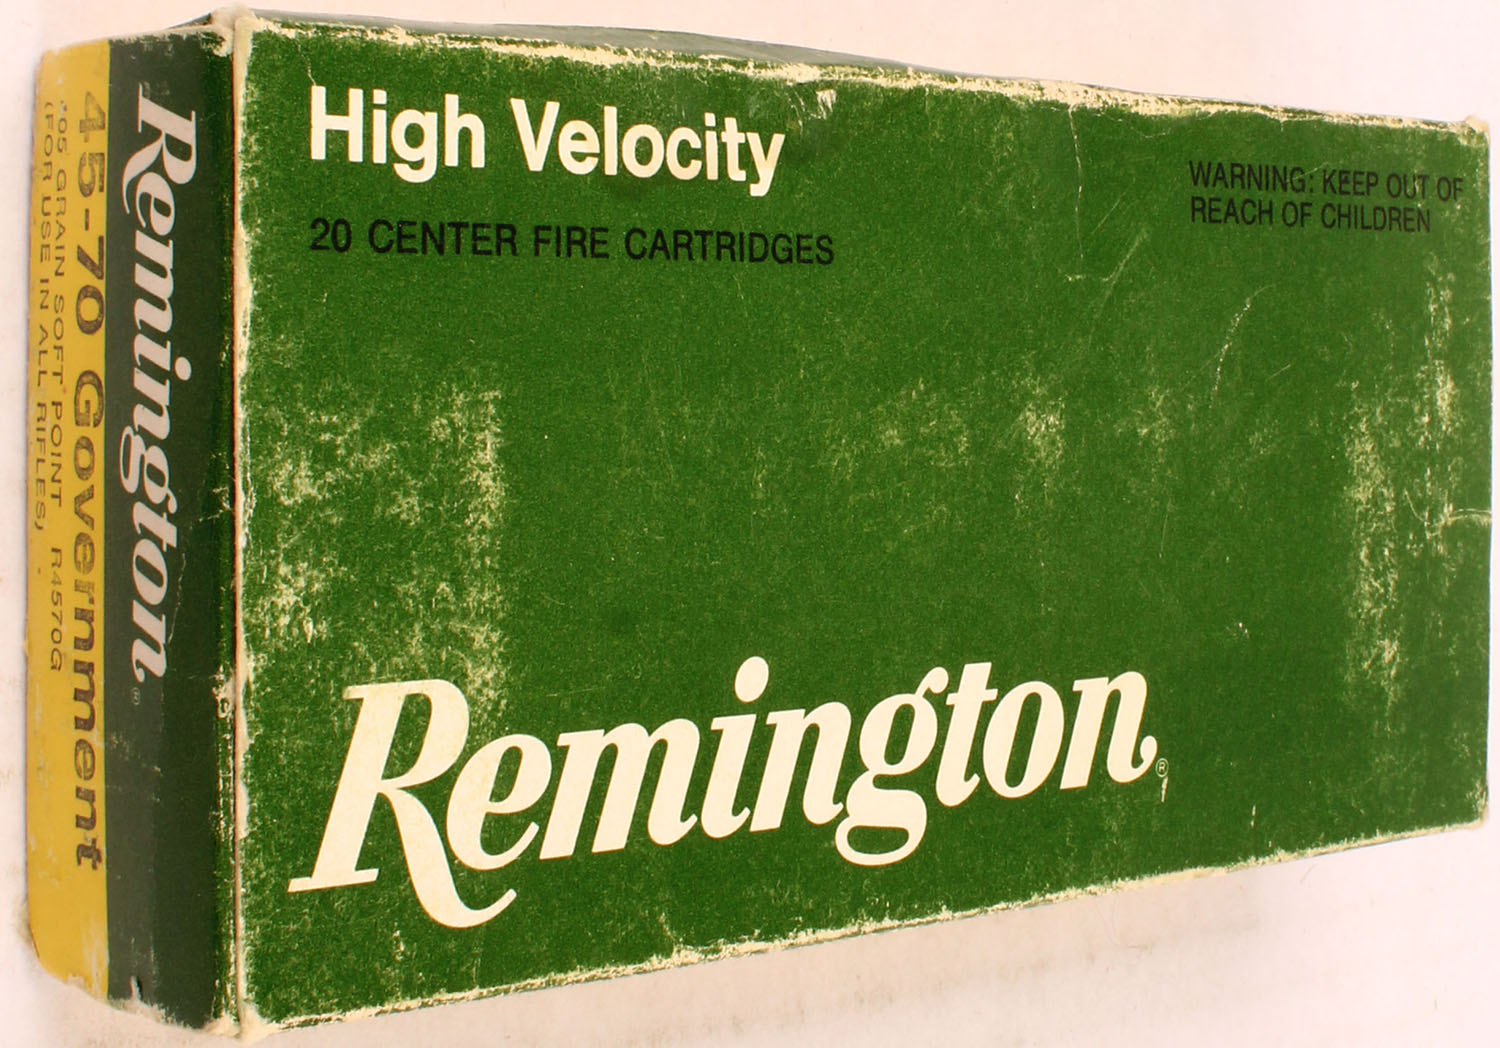 High Velocity
20 CENTER FIRE CARTRIDGES
WARNING: KEEP OUT OF
REACH OF CHILDREN
Remington®
Remington®
45-70 Government
05 GRAIN SOFT POINT R4570G
(FOR USE IN ALL RIFLES)